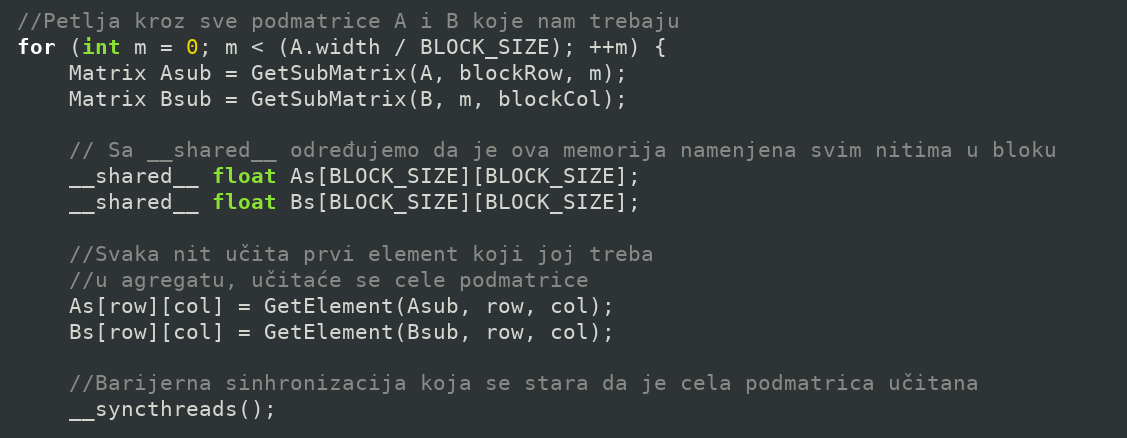 //Petlja kroz sve podmatrice A i B koje nam trebaju
for (int m = 0; m < (A.width / BLOCK_SIZE); ++m) {
    Matrix Asub = GetSubMatrix(A, blockRow, m);
    Matrix Bsub = GetSubMatrix(B, m, blockCol);

    // Sa __shared__ određujemo da je ova memorija namenjena svim nitima u bloku
    __shared__ float As[BLOCK_SIZE][BLOCK_SIZE];
    __shared__ float Bs[BLOCK_SIZE][BLOCK_SIZE];

    //Svaka nit učita prvi element koji joj treba
    //u agregatu, učitaće se cele podmatrice
    As[row][col] = GetElement(Asub, row, col);
    Bs[row][col] = GetElement(Bsub, row, col);

    //Barijerna sinhronizacija koja se stara da je cela podmatrica učitana
    __syncthreads();